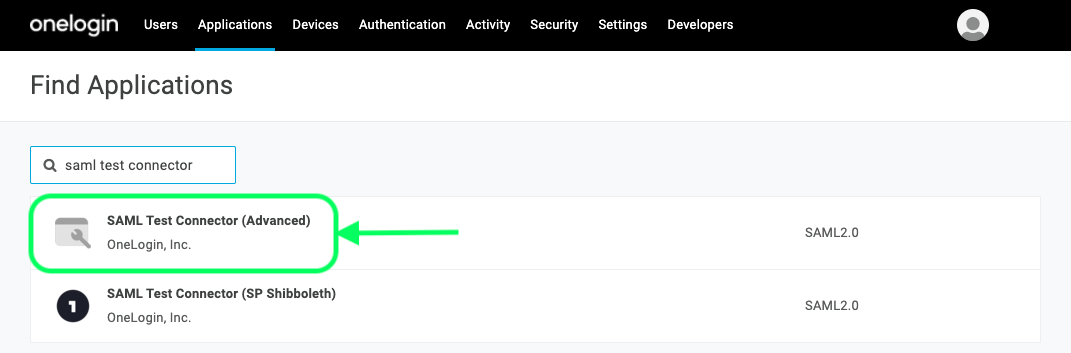 onelogin Users Applications Devices Authentication Activity Security Settings Developers
Find Applications
saml test connector
SAML Test Connector (Advanced)
OneLogin, Inc.
SAML2.0
1
SAML Test Connector (SP Shibboleth)
OneLogin, Inc.
SAML2.0